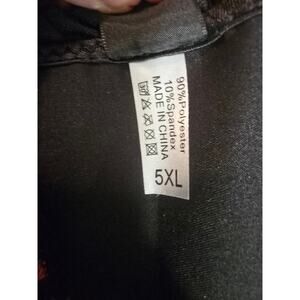 90%Polyester
10%Spandex
MADE IN CHINA
5XL